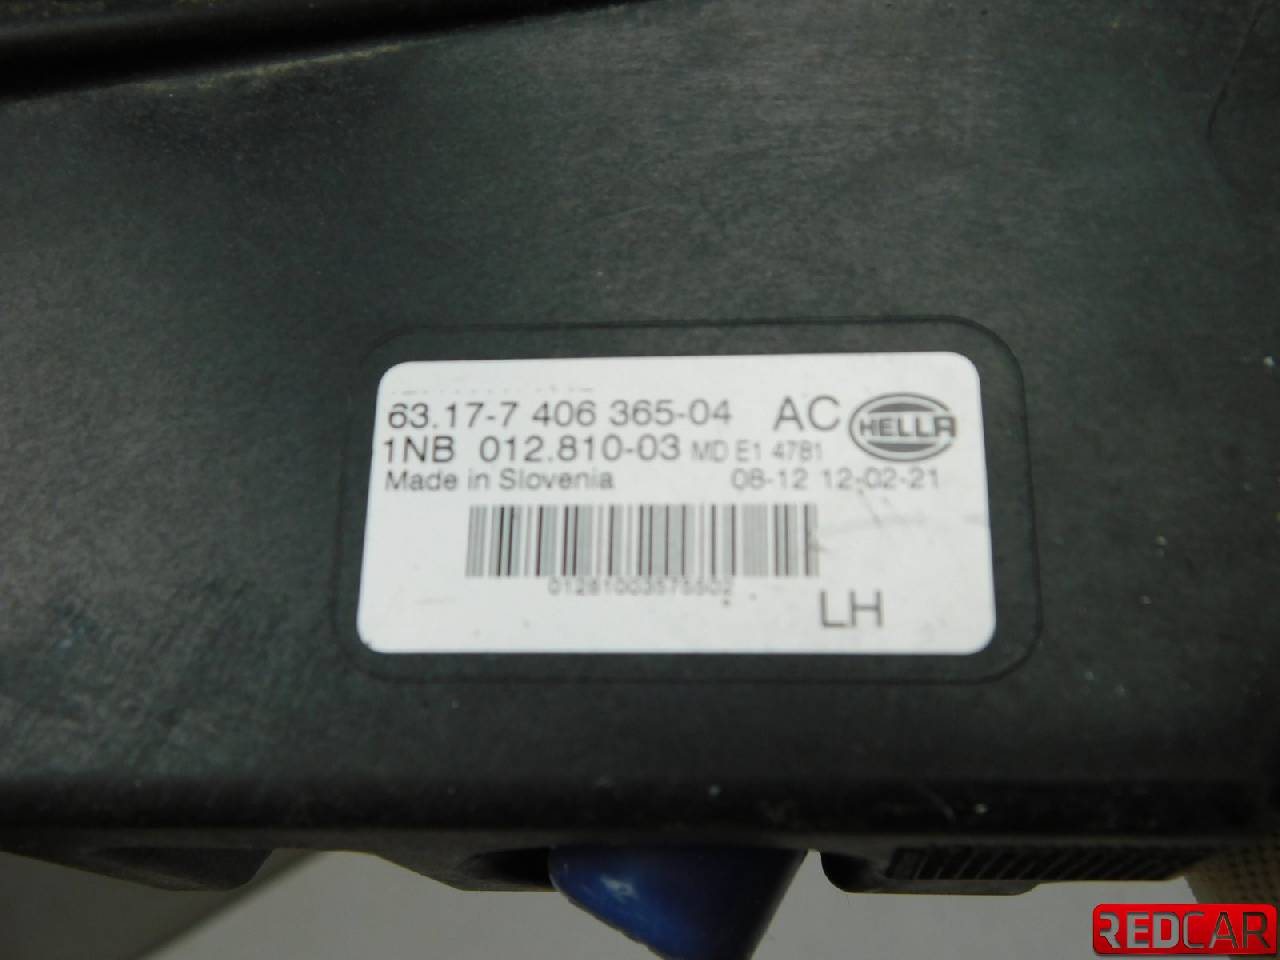 63.17-7 406 365-04 AC HELLA
1NB 012.810-03 MD E1 4781
Made in Slovenia 08-12 12-02-21
01281003575502
LH
REDCAR